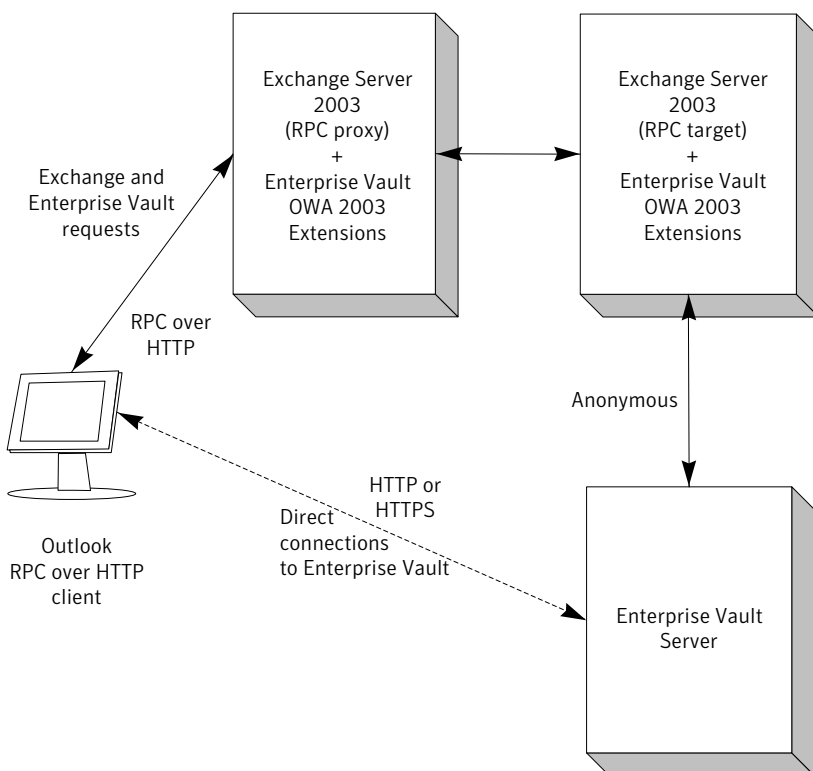 Exchange Server
2003
(RPC proxy)
+
Enterprise Vault
OWA 2003
Extensions
Exchange Server
2003
(RPC target)
+
Enterprise Vault
OWA 2003
Extensions
Exchange and
Enterprise Vault
requests
RPC over
HTTP
Anonymous
HTTP or
HTTPS
Direct
connections
to Enterprise Vault
Outlook
RPC over HTTP
client
Enterprise Vault
Server